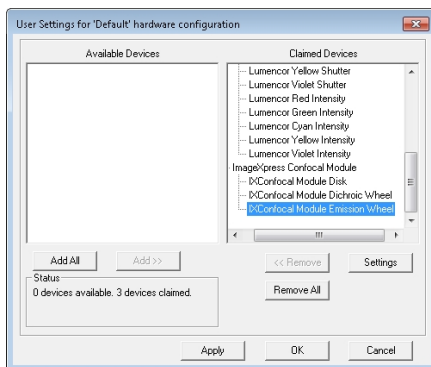 User Settings for 'Default' hardware configuration
Available Devices
Claimed Devices
Lumencor Yellow Shutter
Lumencor Violet Shutter
Lumencor Red Intensity
Lumencor Green Intensity
Lumencor Cyan Intensity
Lumencor Yellow Intensity
Lumencor Violet Intensity
ImageXpress Confocal Module
IXConfocal Module Disk
IXConfocal Module Dichroic Wheel
IXConfocal Module Emission Wheel
Add All
Add >>
<< Remove
Settings
Status
0 devices available. 3 devices claimed.
Remove All
Apply
OK
Cancel